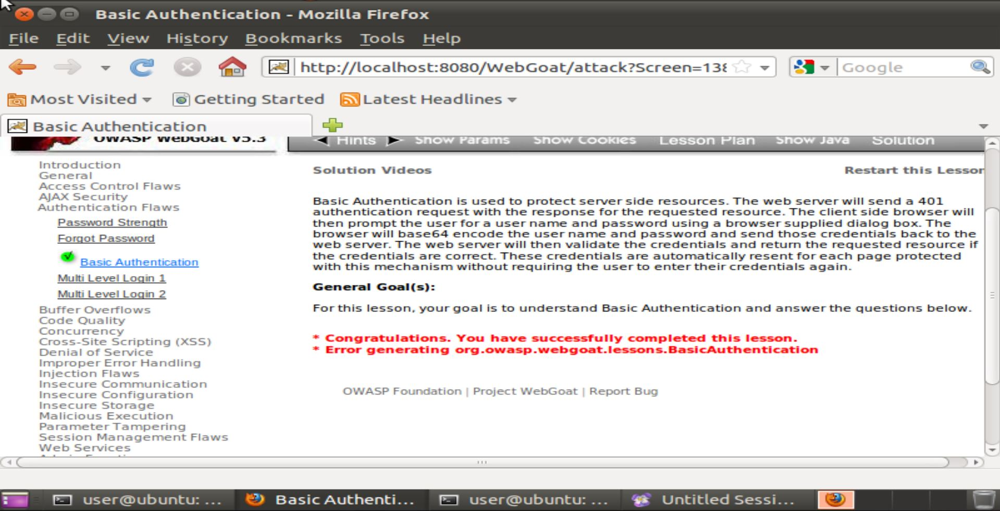 Basic Authentication - Mozilla Firefox
File Edit View History Bookmarks Tools Help
http://localhost:8080/WebGoat/attack?Screen=138 Google
Most Visited Getting Started Latest Headlines
Basic Authentication
OWASP WebGoat V5.3 Hints Show Params Show Cookies Lesson Plan Show Java Solution
Introduction
General
Access Control Flaws
AJAX Security
Authentication Flaws
Password Strength
Forgot Password
Basic Authentication
Multi Level Login 1
Multi Level Login 2
Buffer Overflows
Code Quality
Concurrency
Cross-Site Scripting (XSS)
Denial of Service
Improper Error Handling
Injection Flaws
Insecure Communication
Insecure Configuration
Insecure Storage
Malicious Execution
Parameter Tampering
Session Management Flaws
Web Services
Solution Videos Restart this Lesson
Basic Authentication is used to protect server side resources. The web server will send a 401
authentication request with the response for the requested resource. The client side browser will
then prompt the user for a user name and password using a browser supplied dialog box. The
browser will base64 encode the user name and password and send those credentials back to the
web server. The web server will then validate the credentials and return the requested resource if
the credentials are correct. These credentials are automatically resent for each page protected
with this mechanism without requiring the user to enter their credentials again.
General Goal(s):
For this lesson, your goal is to understand Basic Authentication and answer the questions below.
* Congratulations. You have successfully completed this lesson.
* Error generating org.owasp.webgoat.lessons.BasicAuthentication
OWASP Foundation | Project WebGoat | Report Bug
user@ubuntu: ... Basic Authenti... user@ubuntu: ... Untitled Sessi...